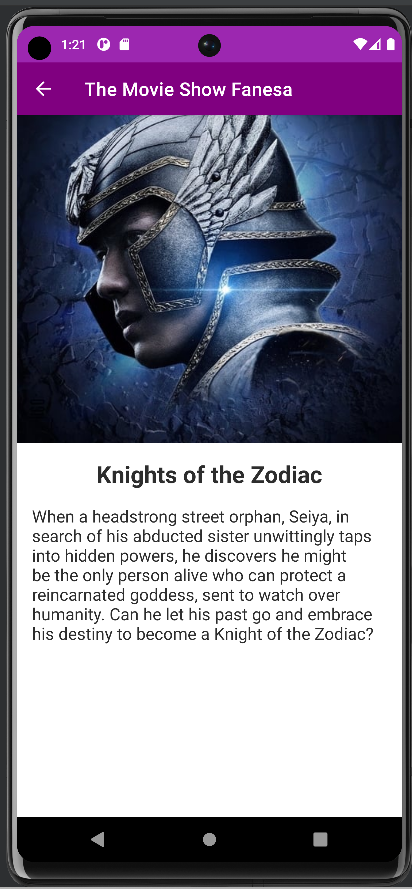 1:21
The Movie Show Fanesa
Knights of the Zodiac
When a headstrong street orphan, Seiya, in
search of his abducted sister unwittingly taps
into hidden powers, he discovers he might
be the only person alive who can protect a
reincarnated goddess, sent to watch over
humanity. Can he let his past go and embrace
his destiny to become a Knight of the Zodiac?